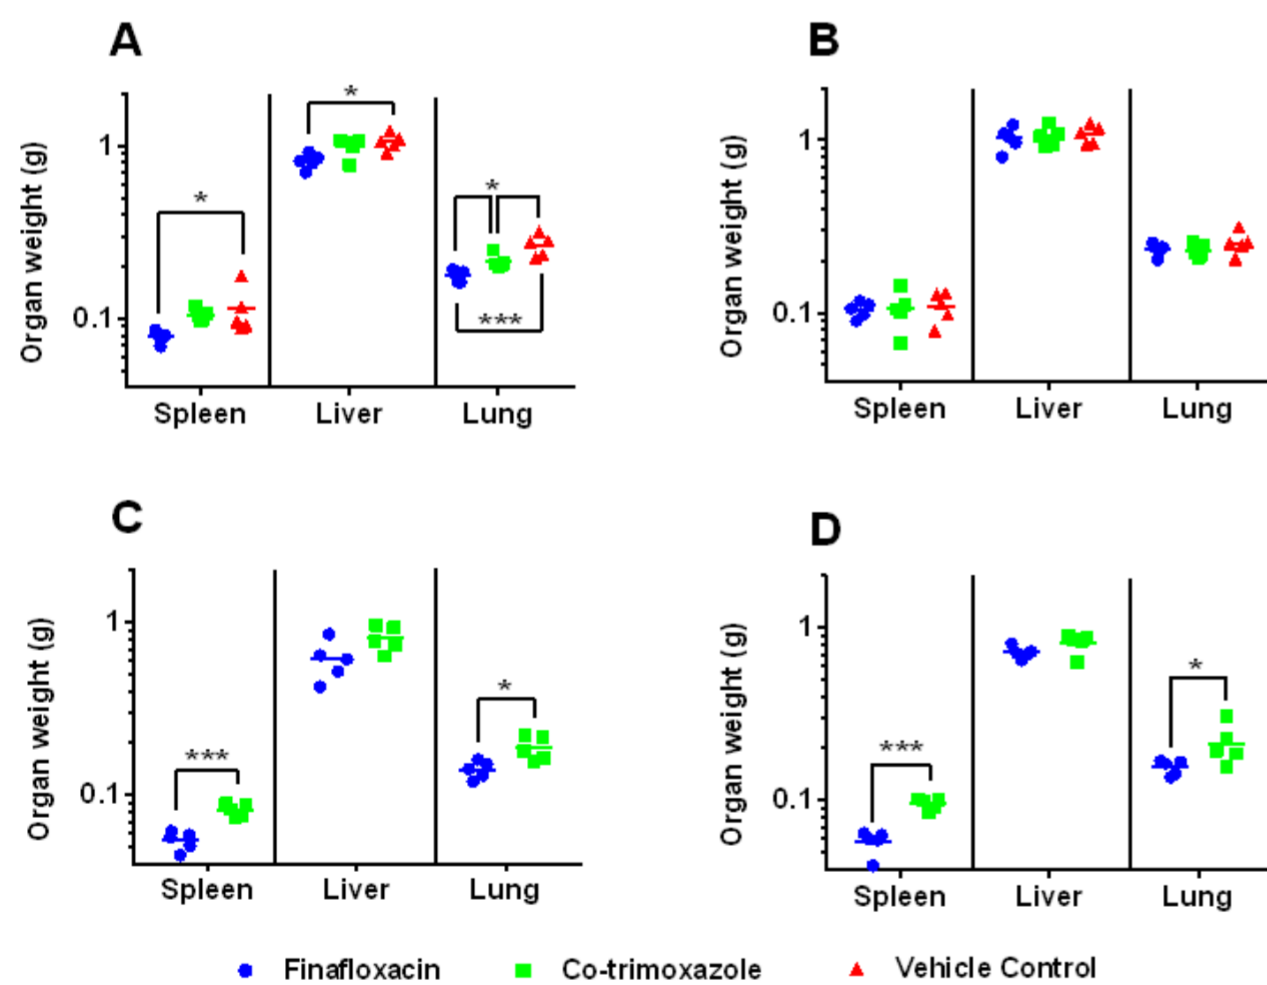 A
B
Organ weight (g)
1
0.1
*
*
*
***
Spleen
Liver
Lung
Organ weight (g)
1
0.1
Spleen
Liver
Lung
C
D
Organ weight (g)
1
0.1
***
*
Spleen
Liver
Lung
Organ weight (g)
1
0.1
***
*
Spleen
Liver
Lung
Finafloxacin
Co-trimoxazole
Vehicle Control